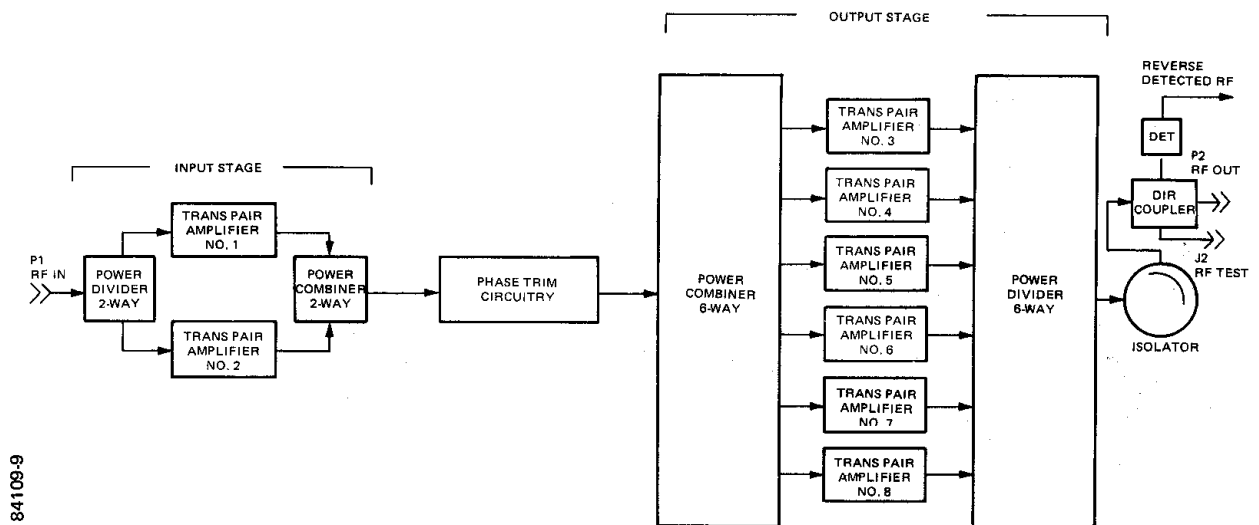 OUTPUT STAGE
REVERSE
DETECTED RF
DET
P2
RF OUT
DIR
COUPLER
J2
RF TEST
ISOLATOR
INPUT STAGE
P1
RF IN
POWER
DIVIDER
2-WAY
TRANS PAIR
AMPLIFIER
NO. 1
TRANS PAIR
AMPLIFIER
NO. 2
POWER
COMBINER
2-WAY
PHASE TRIM
CIRCUITRY
POWER
COMBINER
6-WAY
TRANS PAIR
AMPLIFIER
NO. 3
TRANS PAIR
AMPLIFIER
NO. 4
TRANS PAIR
AMPLIFIER
NO. 5
TRANS PAIR
AMPLIFIER
NO. 6
TRANS PAIR
AMPLIFIER
NO. 7
TRANS PAIR
AMPLIFIER
NO. 8
POWER
DIVIDER
6-WAY
84109-9